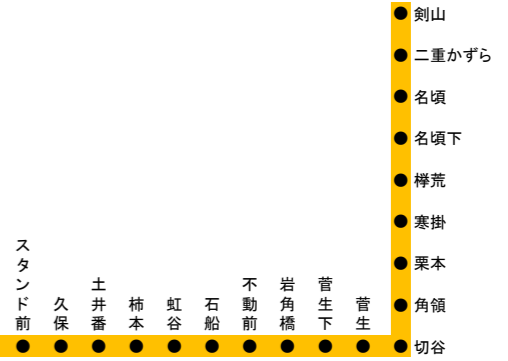 剣山
二重かずら
名頃
名頃下
欅荒
寒掛
栗本
角領
切谷
スタンド前
久保
土井番
柿本
虹谷
石船
不動前
岩角橋
菅生下
菅生